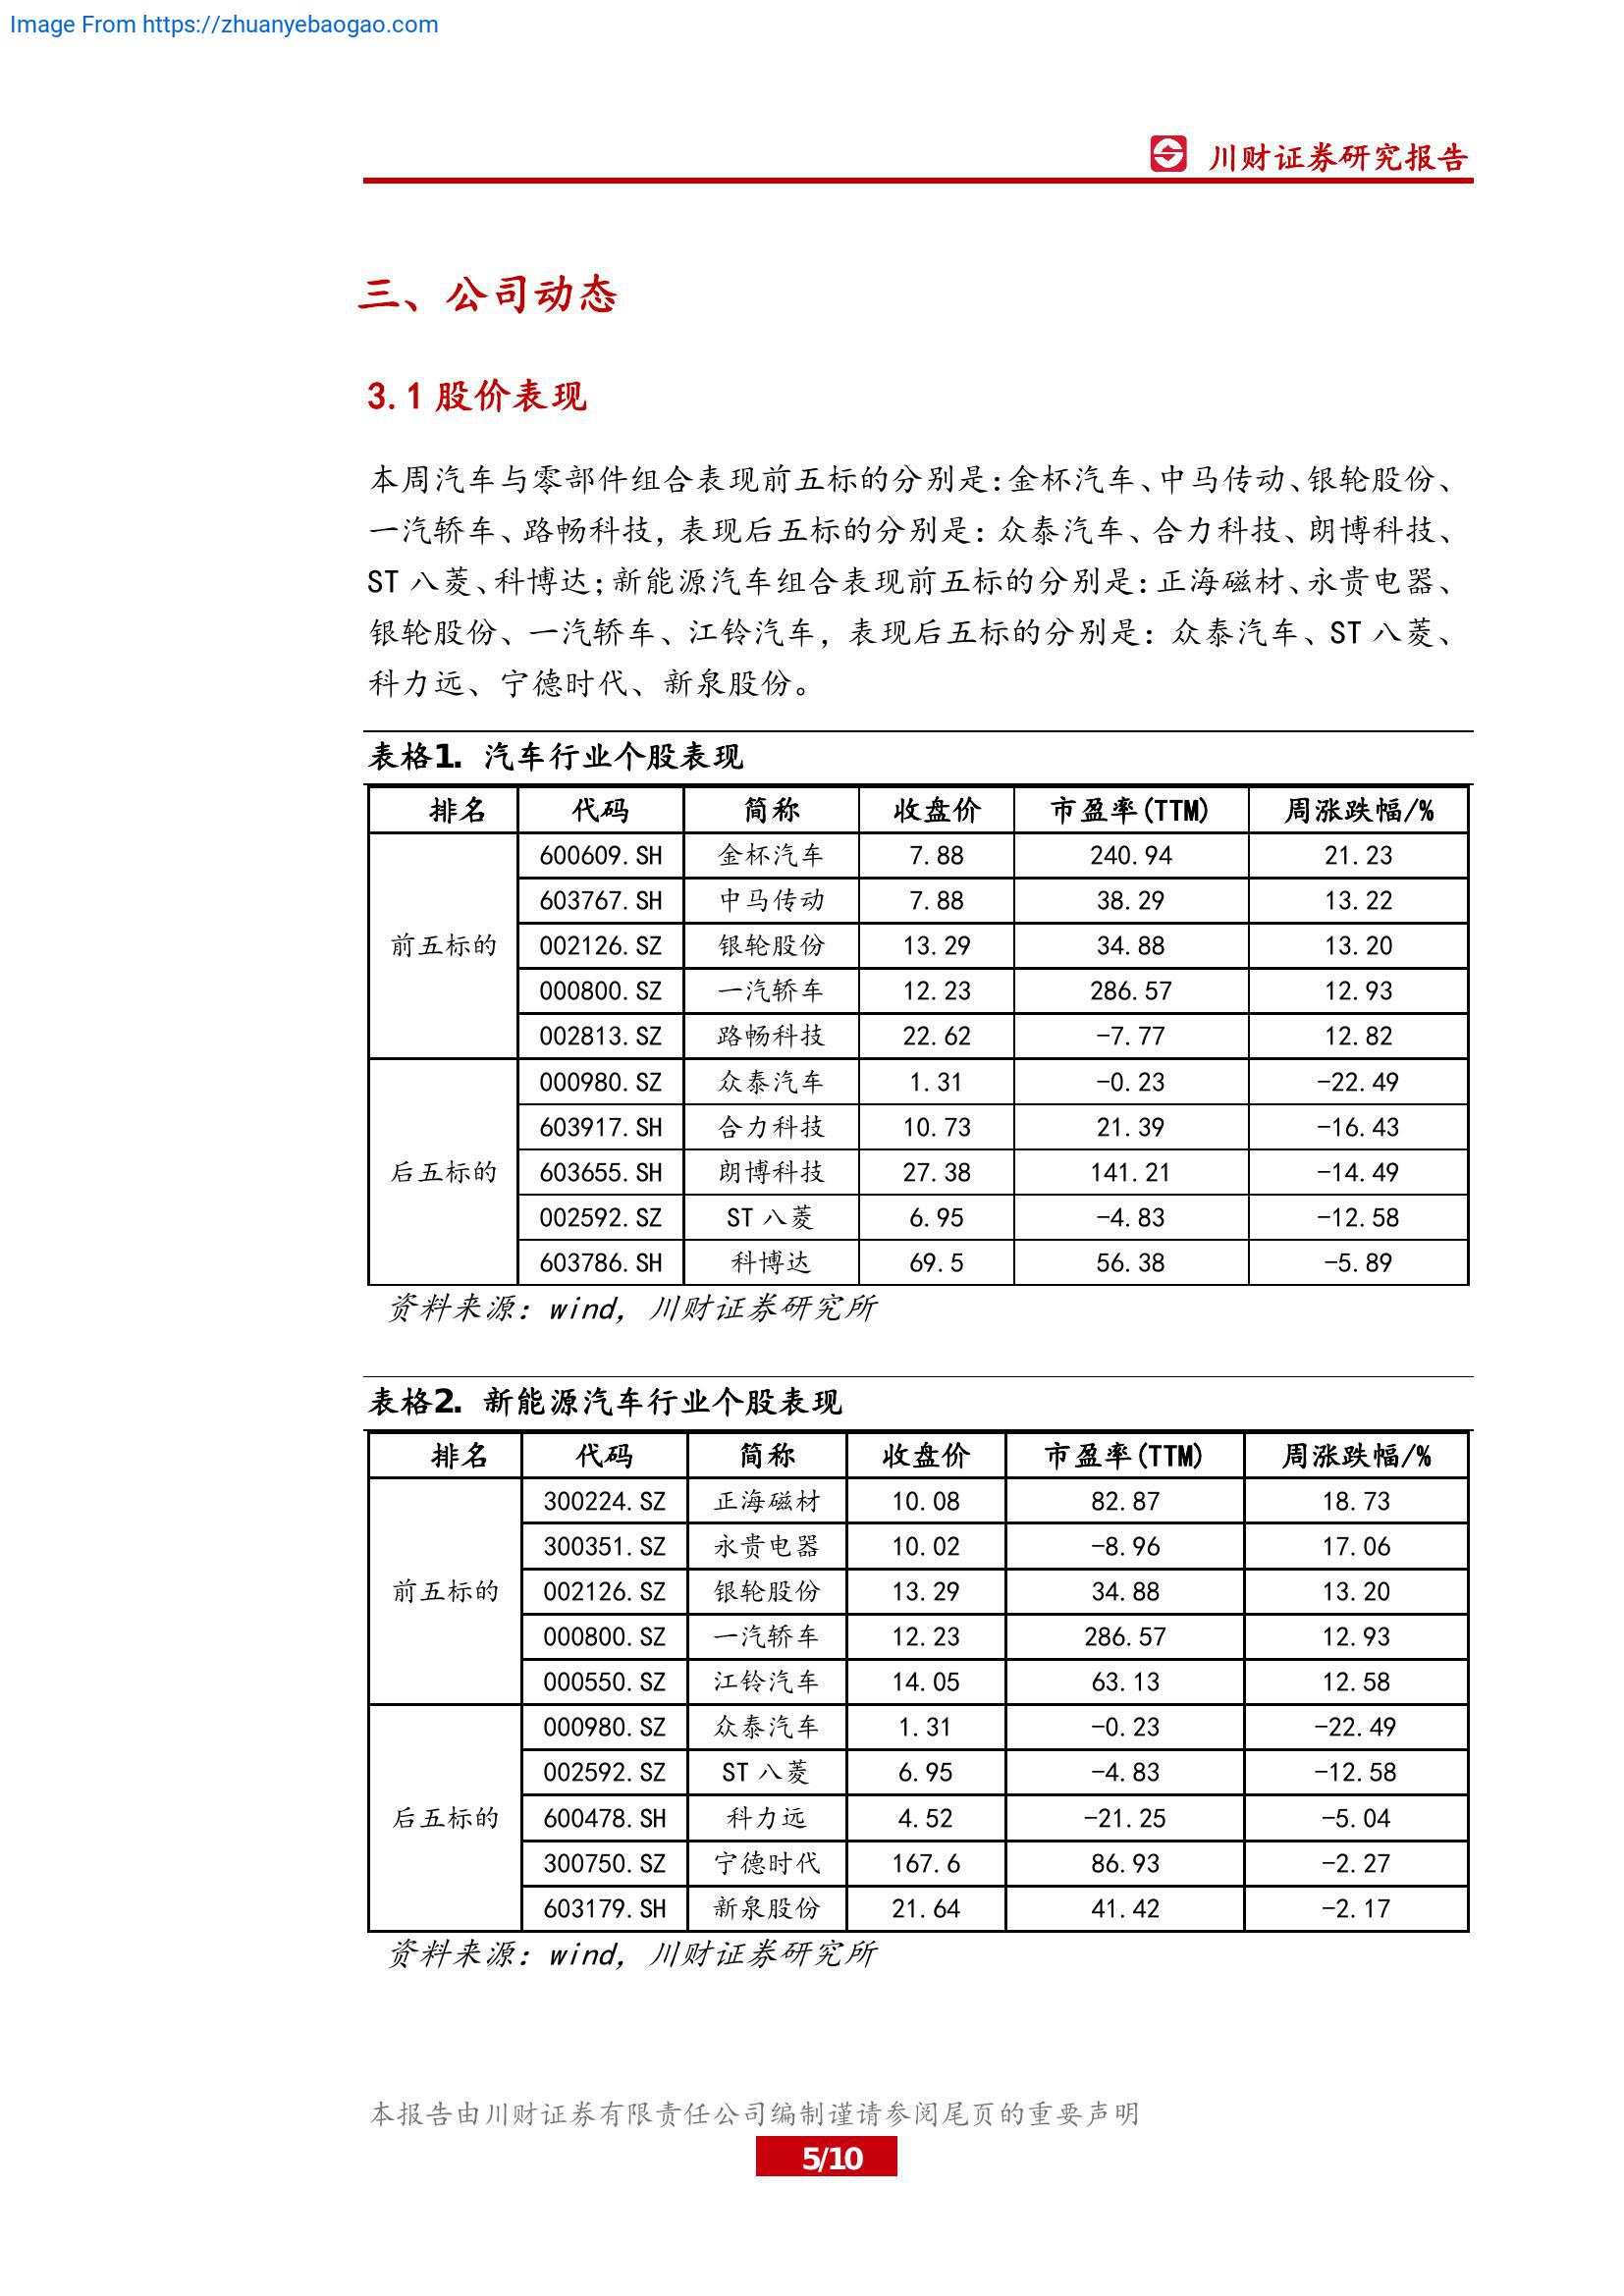 Image From https://zhuanyebaogao.com
川财证券研究报告
三、公司动态
3.1 股价表现
本周汽车与零部件组合表现前五标的分别是：金杯汽车、中马传动、银轮股份、
一汽轿车、路畅科技，表现后五标的分别是：众泰汽车、合力科技、朗博科技、
ST 八菱、科博达；新能源汽车组合表现前五标的分别是：正海磁材、永贵电器、
银轮股份、一汽轿车、江铃汽车，表现后五标的分别是：众泰汽车、ST 八菱、
科力远、宁德时代、新泉股份。
表格1. 汽车行业个股表现
排名 代码 简称 收盘价 市盈率(TTM) 周涨跌幅/%
前五标的
600609.SH 金杯汽车 7.88 240.94 21.23
603767.SH 中马传动 7.88 38.29 13.22
002126.SZ 银轮股份 13.29 34.88 13.20
000800.SZ 一汽轿车 12.23 286.57 12.93
002813.SZ 路畅科技 22.62 -7.77 12.82
后五标的
000980.SZ 众泰汽车 1.31 -0.23 -22.49
603917.SH 合力科技 10.73 21.39 -16.43
603655.SH 朗博科技 27.38 141.21 -14.49
002592.SZ ST 八菱 6.95 -4.83 -12.58
603786.SH 科博达 69.5 56.38 -5.89
资料来源：wind，川财证券研究所
表格2. 新能源汽车行业个股表现
排名 代码 简称 收盘价 市盈率(TTM) 周涨跌幅/%
前五标的
300224.SZ 正海磁材 10.08 82.87 18.73
300351.SZ 永贵电器 10.02 -8.96 17.06
002126.SZ 银轮股份 13.29 34.88 13.20
000800.SZ 一汽轿车 12.23 286.57 12.93
000550.SZ 江铃汽车 14.05 63.13 12.58
后五标的
000980.SZ 众泰汽车 1.31 -0.23 -22.49
002592.SZ ST 八菱 6.95 -4.83 -12.58
600478.SH 科力远 4.52 -21.25 -5.04
300750.SZ 宁德时代 167.6 86.93 -2.27
603179.SH 新泉股份 21.64 41.42 -2.17
资料来源：wind，川财证券研究所
本报告由川财证券有限责任公司编制谨请参阅尾页的重要声明
5/10